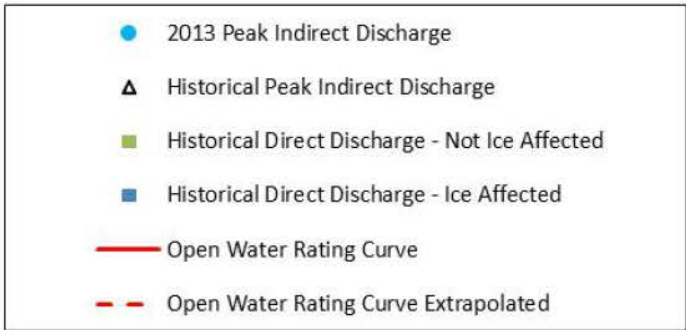 2013 Peak Indirect Discharge
Historical Peak Indirect Discharge
Historical Direct Discharge - Not Ice Affected
Historical Direct Discharge - Ice Affected
Open Water Rating Curve
Open Water Rating Curve Extrapolated